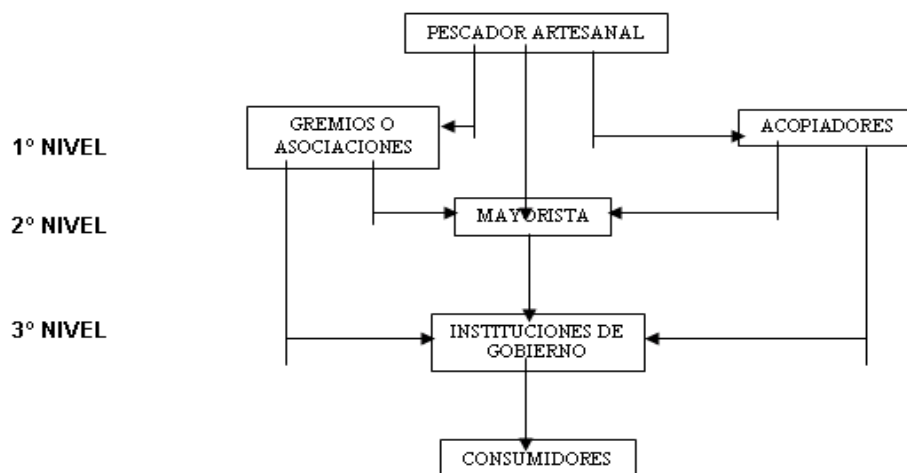 PESCADOR ARTESANAL
GREMIOS O
ASOCIACIONES
ACOPIADORES
1º NIVEL
MAYORISTA
2º NIVEL
3º NIVEL
INSTITUCIONES DE
GOBIERNO
CONSUMIDORES